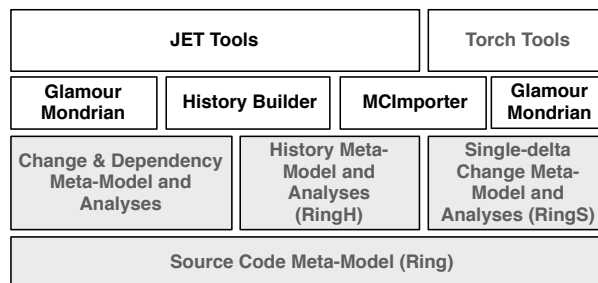 JET Tools
Torch Tools
Glamour
Mondrian
History Builder
MCImporter
Glamour
Mondrian
Change & Dependency
Meta-Model and
Analyses
History Meta-
Model and
Analyses
(RingH)
Single-delta
Change Meta-
Model and
Analyses (RingS)
Source Code Meta-Model (Ring)